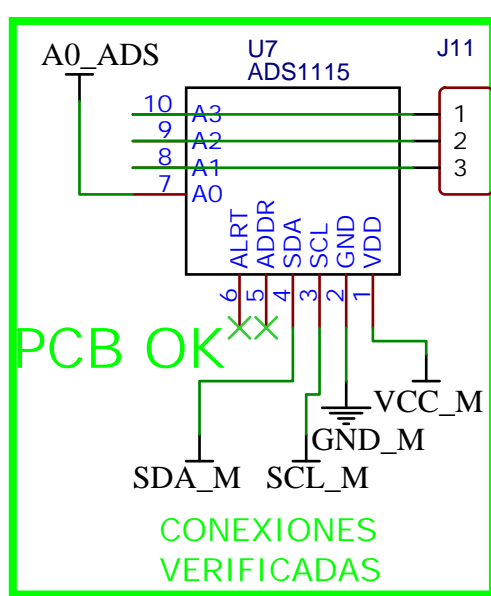 A0_ADS
U7
ADS1115
J11
10 A3 1
9 A2 2
8 A1 3
7 A0
ALRT ADDR SDA SCL GND VDD
6 5 4 3 2 1
PCB OK
VCC_M
GND_M
SDA_M SCL_M
CONEXIONES
VERIFICADAS